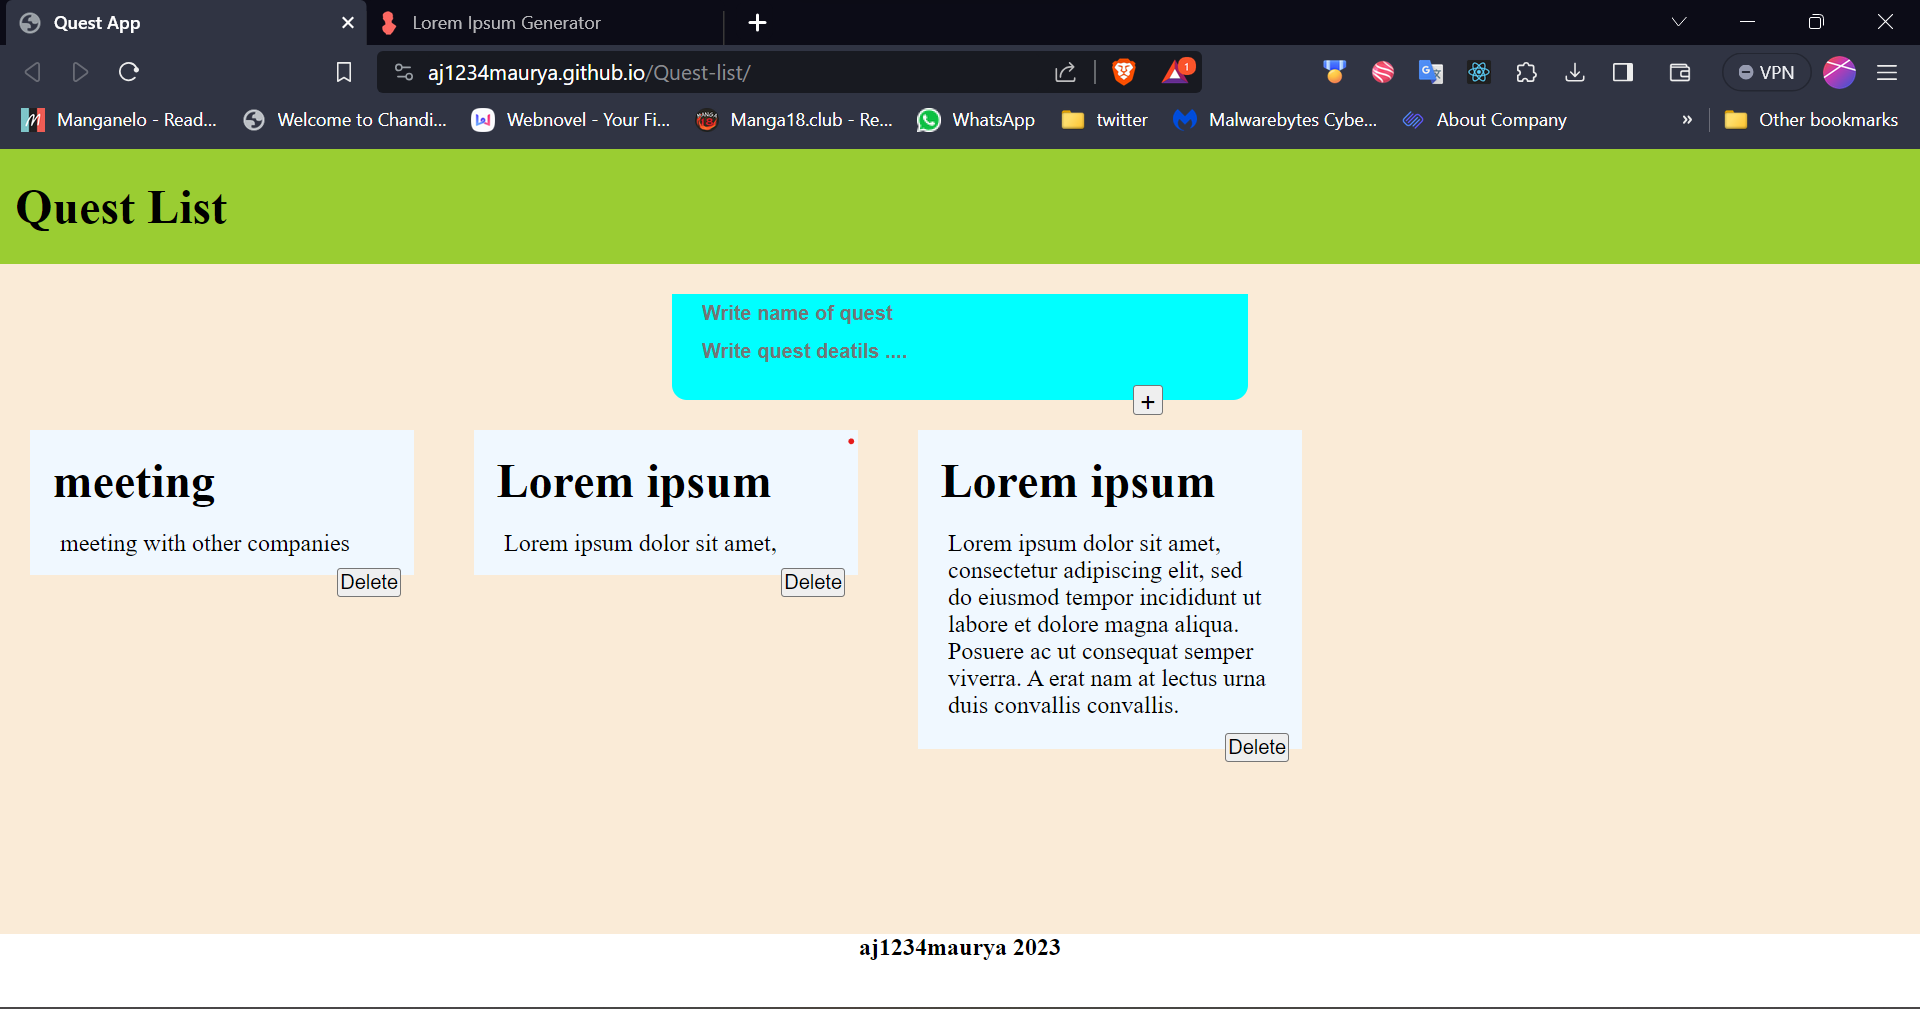 Quest App
Lorem Ipsum Generator
aj1234maurya.github.io/Quest-list/
1
VPN
Manganelo - Read...
Welcome to Chandi...
Webnovel - Your Fi...
Manga18.club - Re...
WhatsApp
twitter
Malwarebytes Cybe...
About Company
»
Other bookmarks
Quest List
Write name of quest
Write quest deatils ....
+
meeting
meeting with other companies
Delete
Lorem ipsum
Lorem ipsum dolor sit amet,
Delete
Lorem ipsum
Lorem ipsum dolor sit amet,
consectetur adipiscing elit, sed
do eiusmod tempor incididunt ut
labore et dolore magna aliqua.
Posuere ac ut consequat semper
viverra. A erat nam at lectus urna
duis convallis convallis.
Delete
aj1234maurya 2023